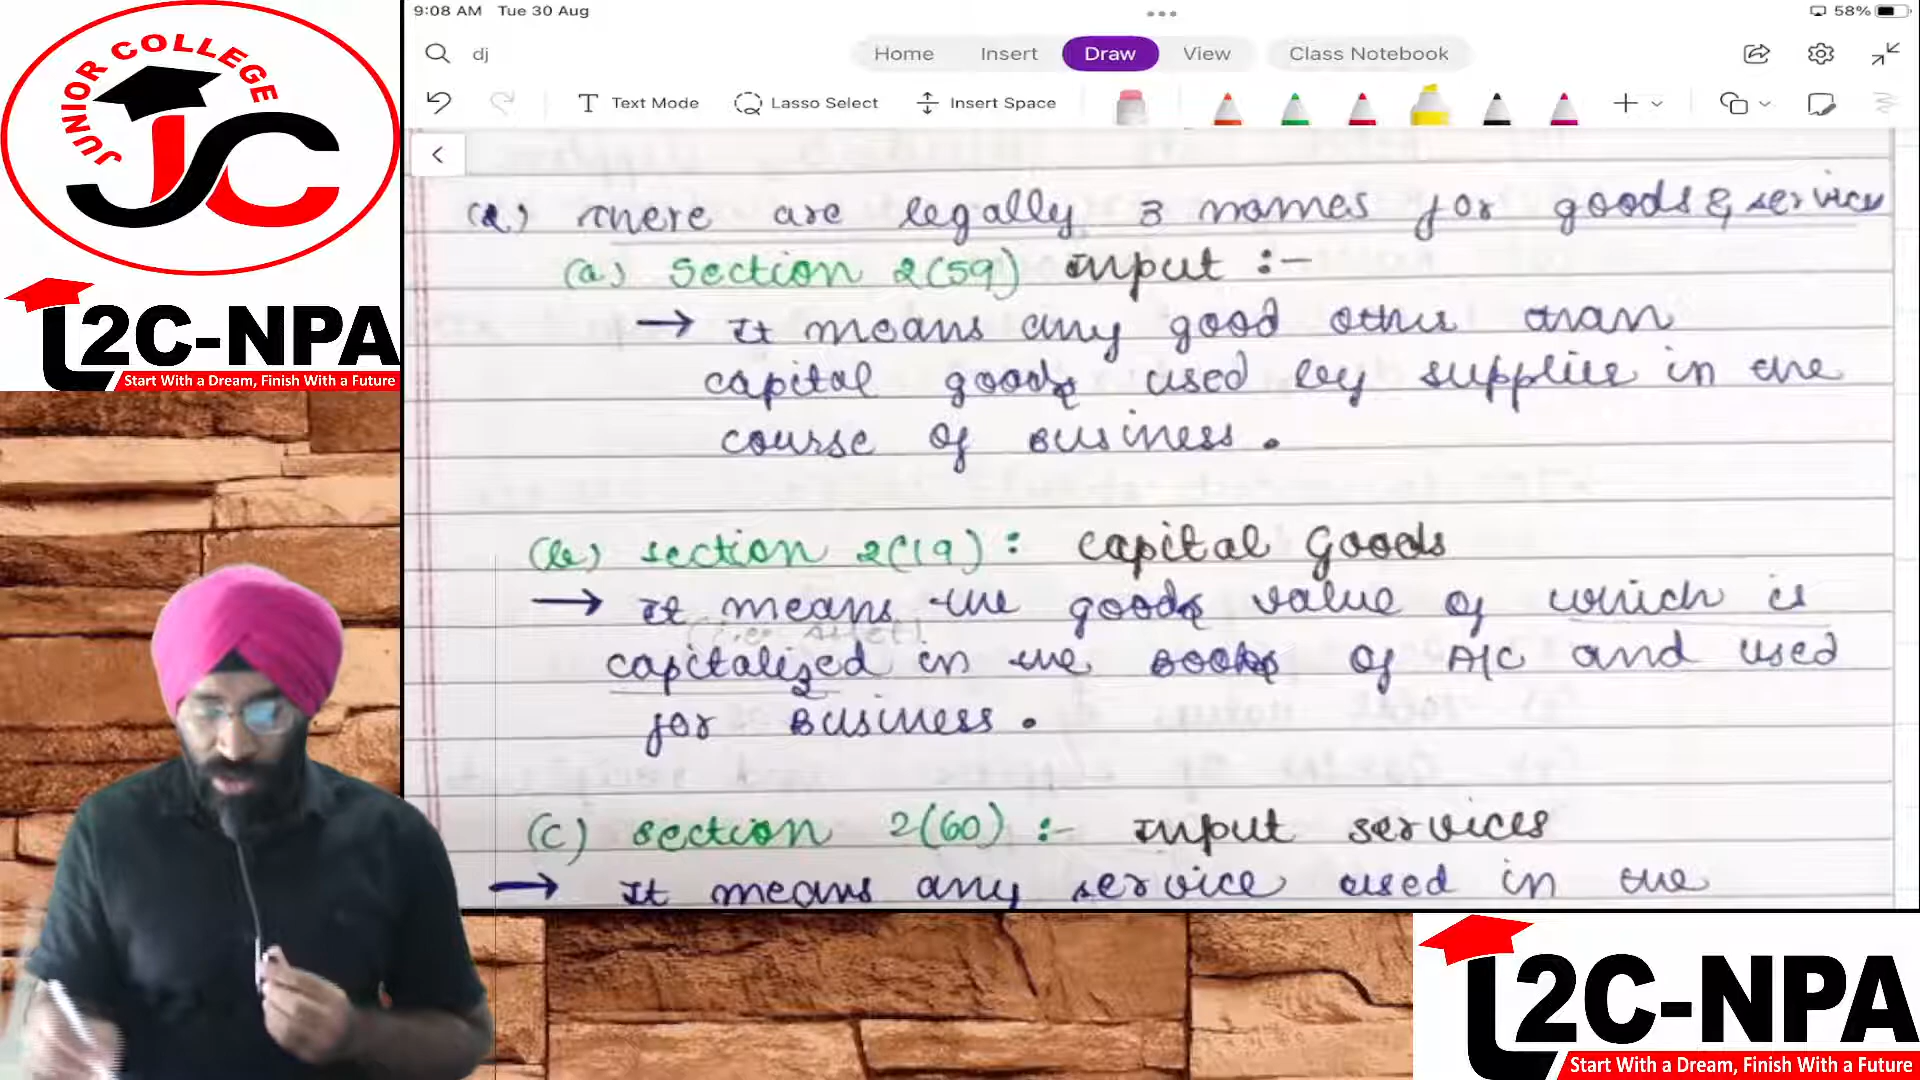 JUNIOR COLLEGE
JC
L2C-NPA
Start With a Dream, Finish With a Future
9:08 AM Tue 30 Aug
58%
dj
Home Insert Draw View Class Notebook
Text Mode Lasso Select Insert Space
There are legally 3 names for goods & services
(a) Section 2(59) Input :-
→ It means any good other than
capital goods used by supplier in the
course of Business.
(b) section 2(19) : Capital Goods
→ It means the goods value of which is
capitalized in the Books of A/C and used
for Business.
(c) section 2(60) :- Input services
→ It means any service used in the
L2C-NPA
Start With a Dream, Finish With a Future